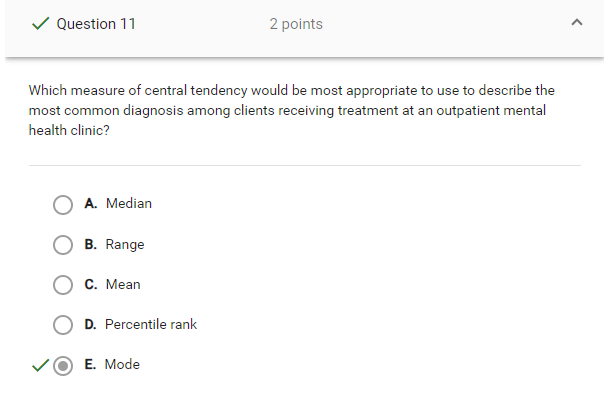 Question 11 2 points
Which measure of central tendency would be most appropriate to use to describe the
most common diagnosis among clients receiving treatment at an outpatient mental
health clinic?
A. Median
B. Range
C. Mean
D. Percentile rank
E. Mode